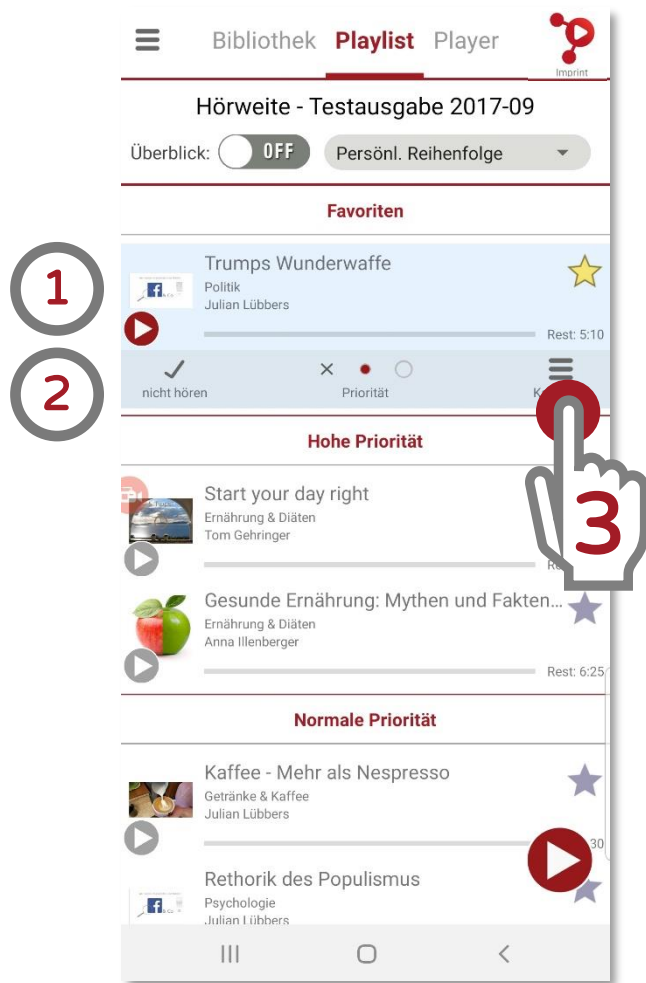 Bibliothek Playlist Player
Imprint
Hörweite - Testausgabe 2017-09
Überblick: OFF Persönl. Reihenfolge
Favoriten
1
Trumps Wunderwaffe
Politik
Julian Lübbers
Rest: 5:10
2
nicht hören Priorität K
Hohe Priorität
3
Start your day right
Ernährung & Diäten
Tom Gehringer
Re
Gesunde Ernährung: Mythen und Fakten...
Ernährung & Diäten
Anna Illenberger
Rest: 6:25
Normale Priorität
Kaffee - Mehr als Nespresso
Getränke & Kaffee
Julian Lübbers
30
Rethorik des Populismus
Psychologie
Julian Lübbers